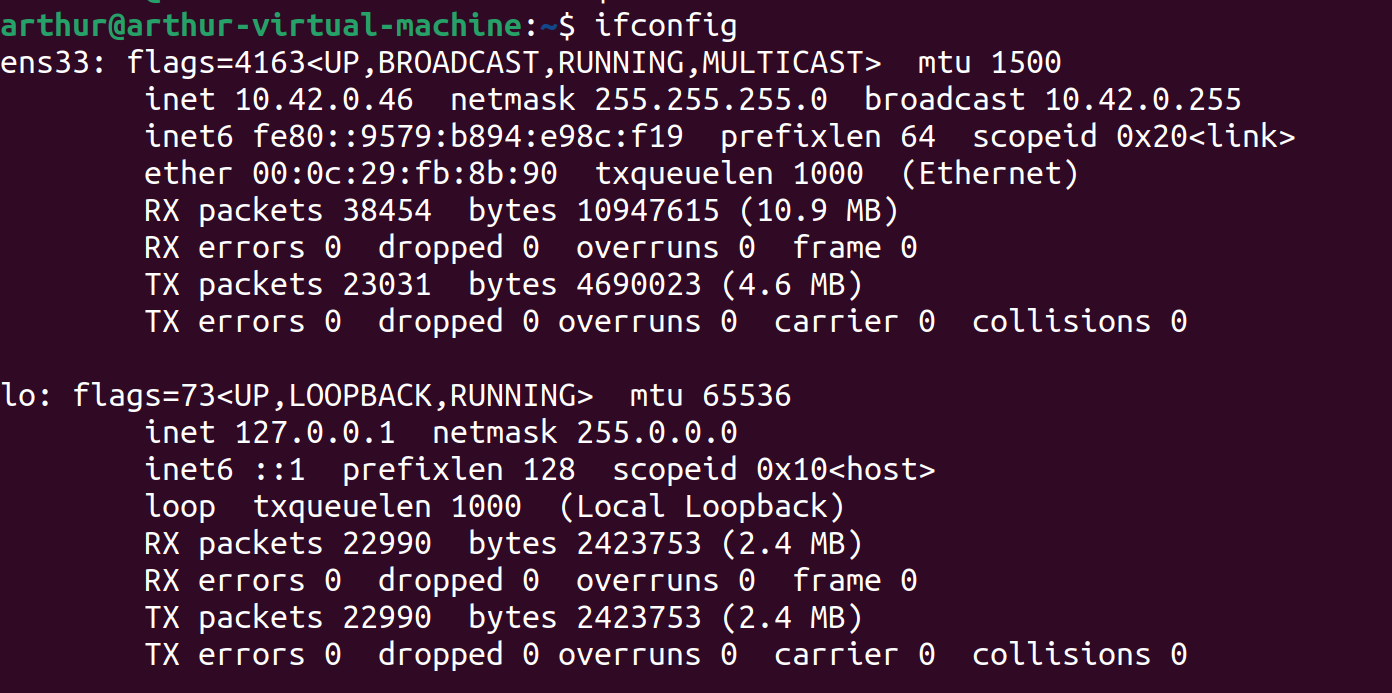 arthur@arthur-virtual-machine:~$ ifconfig
ens33: flags=4163<UP,BROADCAST,RUNNING,MULTICAST>  mtu 1500
        inet 10.42.0.46  netmask 255.255.255.0  broadcast 10.42.0.255
        inet6 fe80::9579:b894:e98c:f19  prefixlen 64  scopeid 0x20<link>
        ether 00:0c:29:fb:8b:90  txqueuelen 1000  (Ethernet)
        RX packets 38454  bytes 10947615 (10.9 MB)
        RX errors 0  dropped 0  overruns 0  frame 0
        TX packets 23031  bytes 4690023 (4.6 MB)
        TX errors 0  dropped 0 overruns 0  carrier 0  collisions 0

lo: flags=73<UP,LOOPBACK,RUNNING>  mtu 65536
        inet 127.0.0.1  netmask 255.0.0.0
        inet6 ::1  prefixlen 128  scopeid 0x10<host>
        loop  txqueuelen 1000  (Local Loopback)
        RX packets 22990  bytes 2423753 (2.4 MB)
        RX errors 0  dropped 0  overruns 0  frame 0
        TX packets 22990  bytes 2423753 (2.4 MB)
        TX errors 0  dropped 0 overruns 0  carrier 0  collisions 0